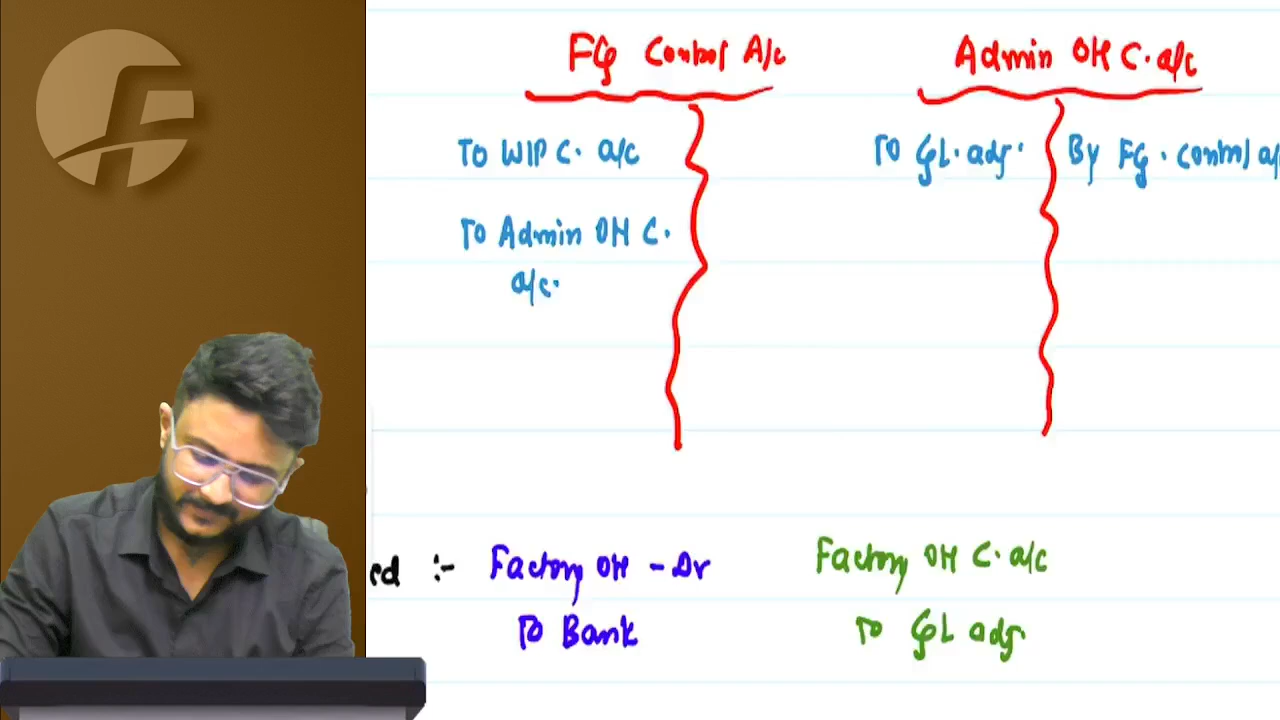 FG Control A/c
To WIP C. a/c
To Admin OH C.
a/c.
Admin OH C. a/c
To GL. adj.
By FG. Control a/
ed :-
Factory OH - Dr
To Bank
Factory OH C. a/c
To GL adj.